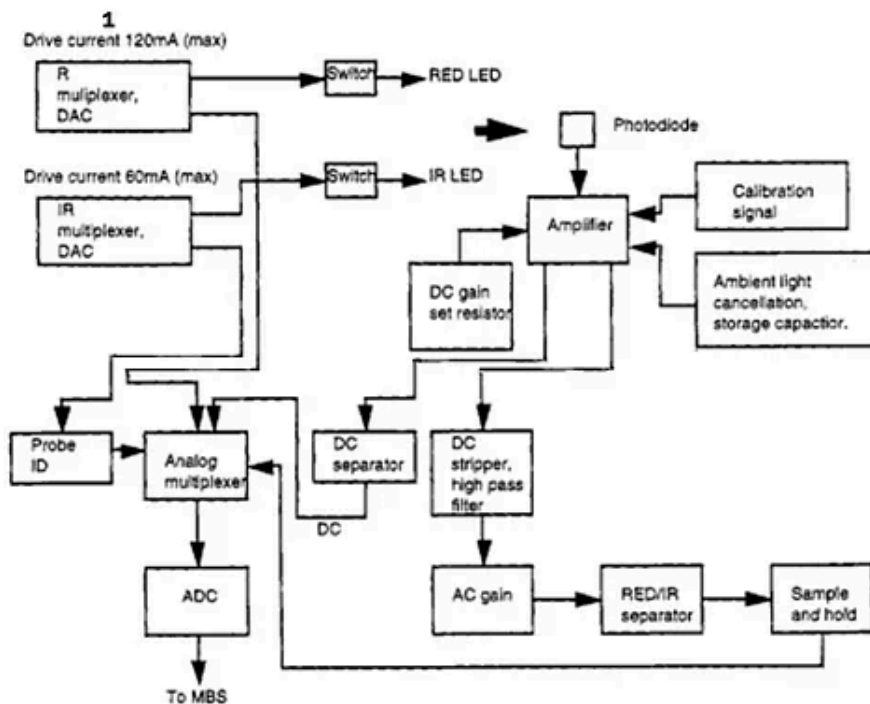 1
Drive current 120mA (max)
R
muliplexer,
DAC
Switch
RED LED
Photodiode
Drive current 60mA (max)
IR
multiplexer,
DAC
Switch
IR LED
Calibration
signal
Amplifier
DC gain
set resistor
Ambient light
cancellation,
storage capactior.
Probe
ID
Analog
multiplexer
DC
separator
DC
stripper,
high pass
filter
DC
ADC
AC gain
RED/IR
separator
Sample
and hold
To MBS